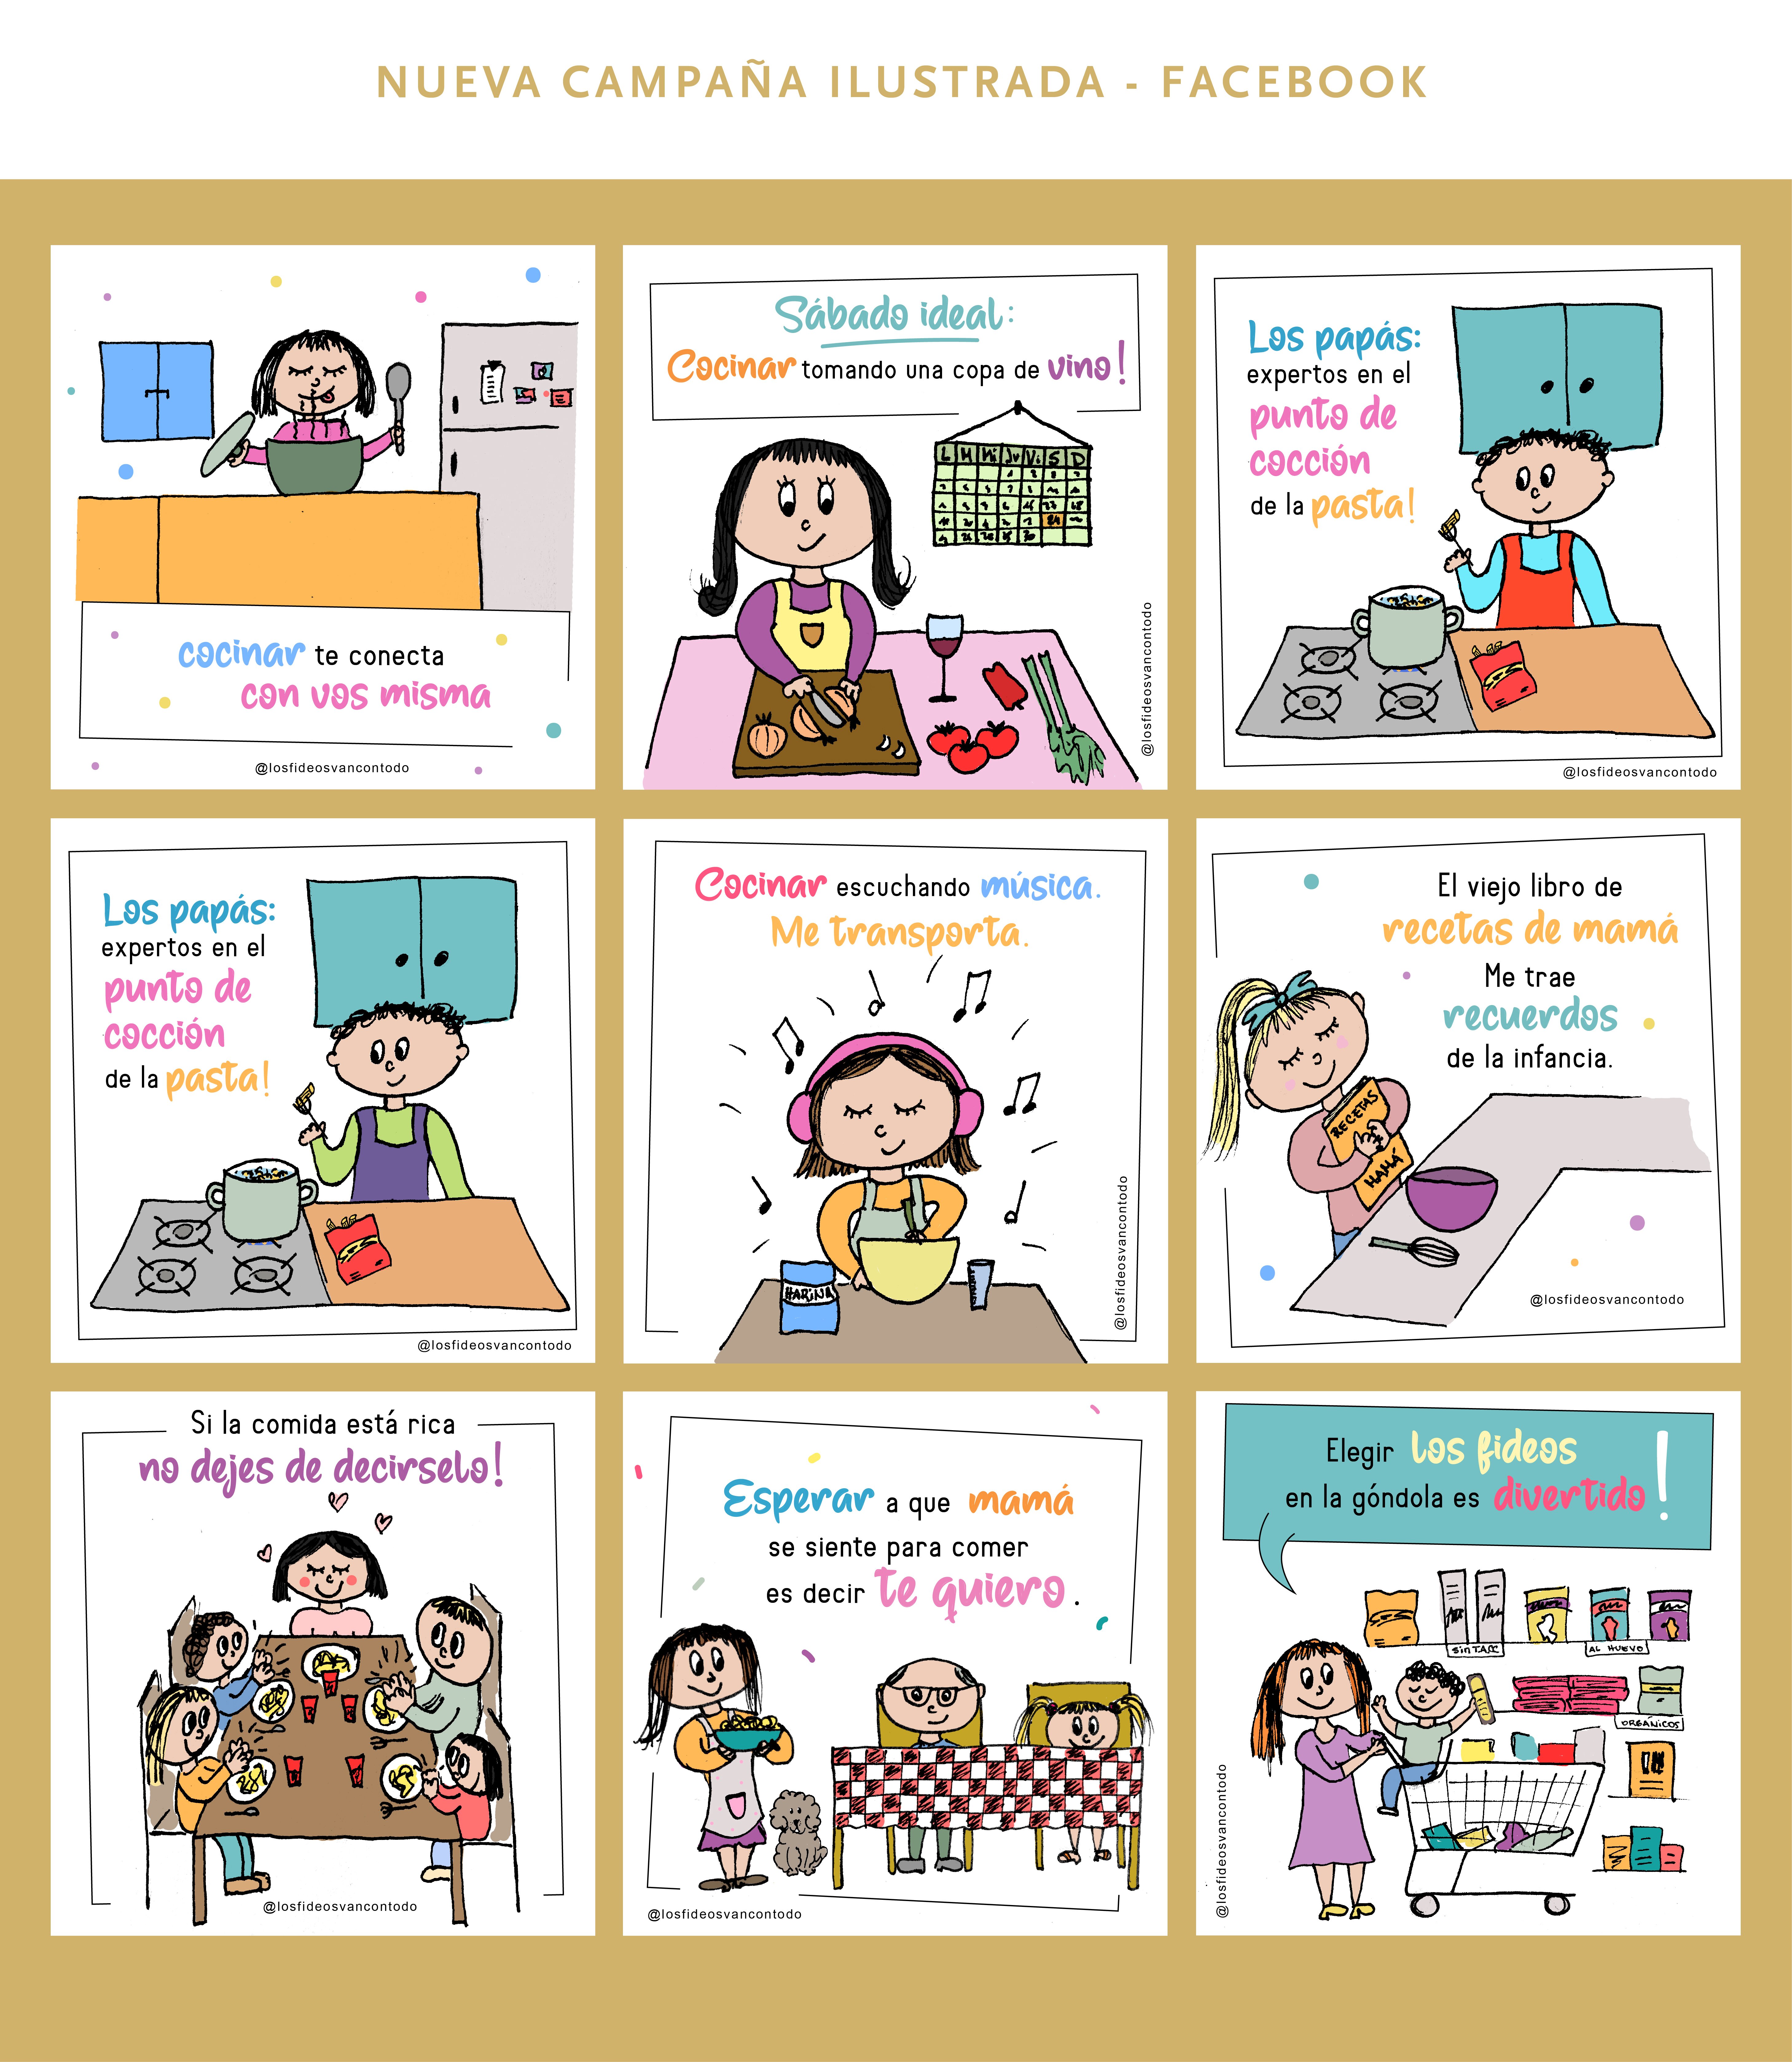 NUEVA CAMPAÑA ILUSTRADA - FACEBOOK
cocinar te conecta
con vos misma
@losfideosvancontodo
Sábado ideal:
Cocinar tomando una copa de vino!
L M Mi Ju Vi S D
@losfideosvancontodo
Los papás:
expertos en el
punto de
cocción
de la pasta!
@losfideosvancontodo
Los papás:
expertos en el
punto de
cocción
de la pasta!
@losfideosvancontodo
Cocinar escuchando música.
Me transporta.
HARINA
@losfideosvancontodo
El viejo libro de
recetas de mamá
Me trae
recuerdos
de la infancia.
RECETAS
MAMÁ
@losfideosvancontodo
Si la comida está rica
no dejes de decirselo!
@losfideosvancontodo
Esperar a que mamá
se siente para comer
es decir te quiero.
@losfideosvancontodo
Elegir los fideos
en la góndola es divertido!
SIN TACC
AL HUEVO
ORGANICOS
@losfideosvancontodo